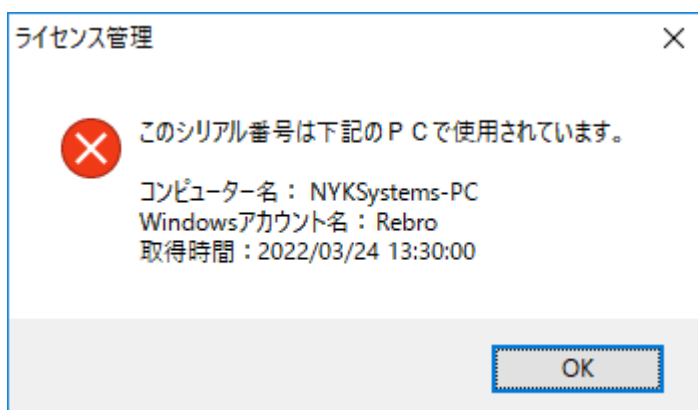 ライセンス管理
このシリアル番号は下記のＰＣで使用されています。
コンピューター名： NYKSystems-PC
Windowsアカウント名：Rebro
取得時間：2022/03/24 13:30:00
OK